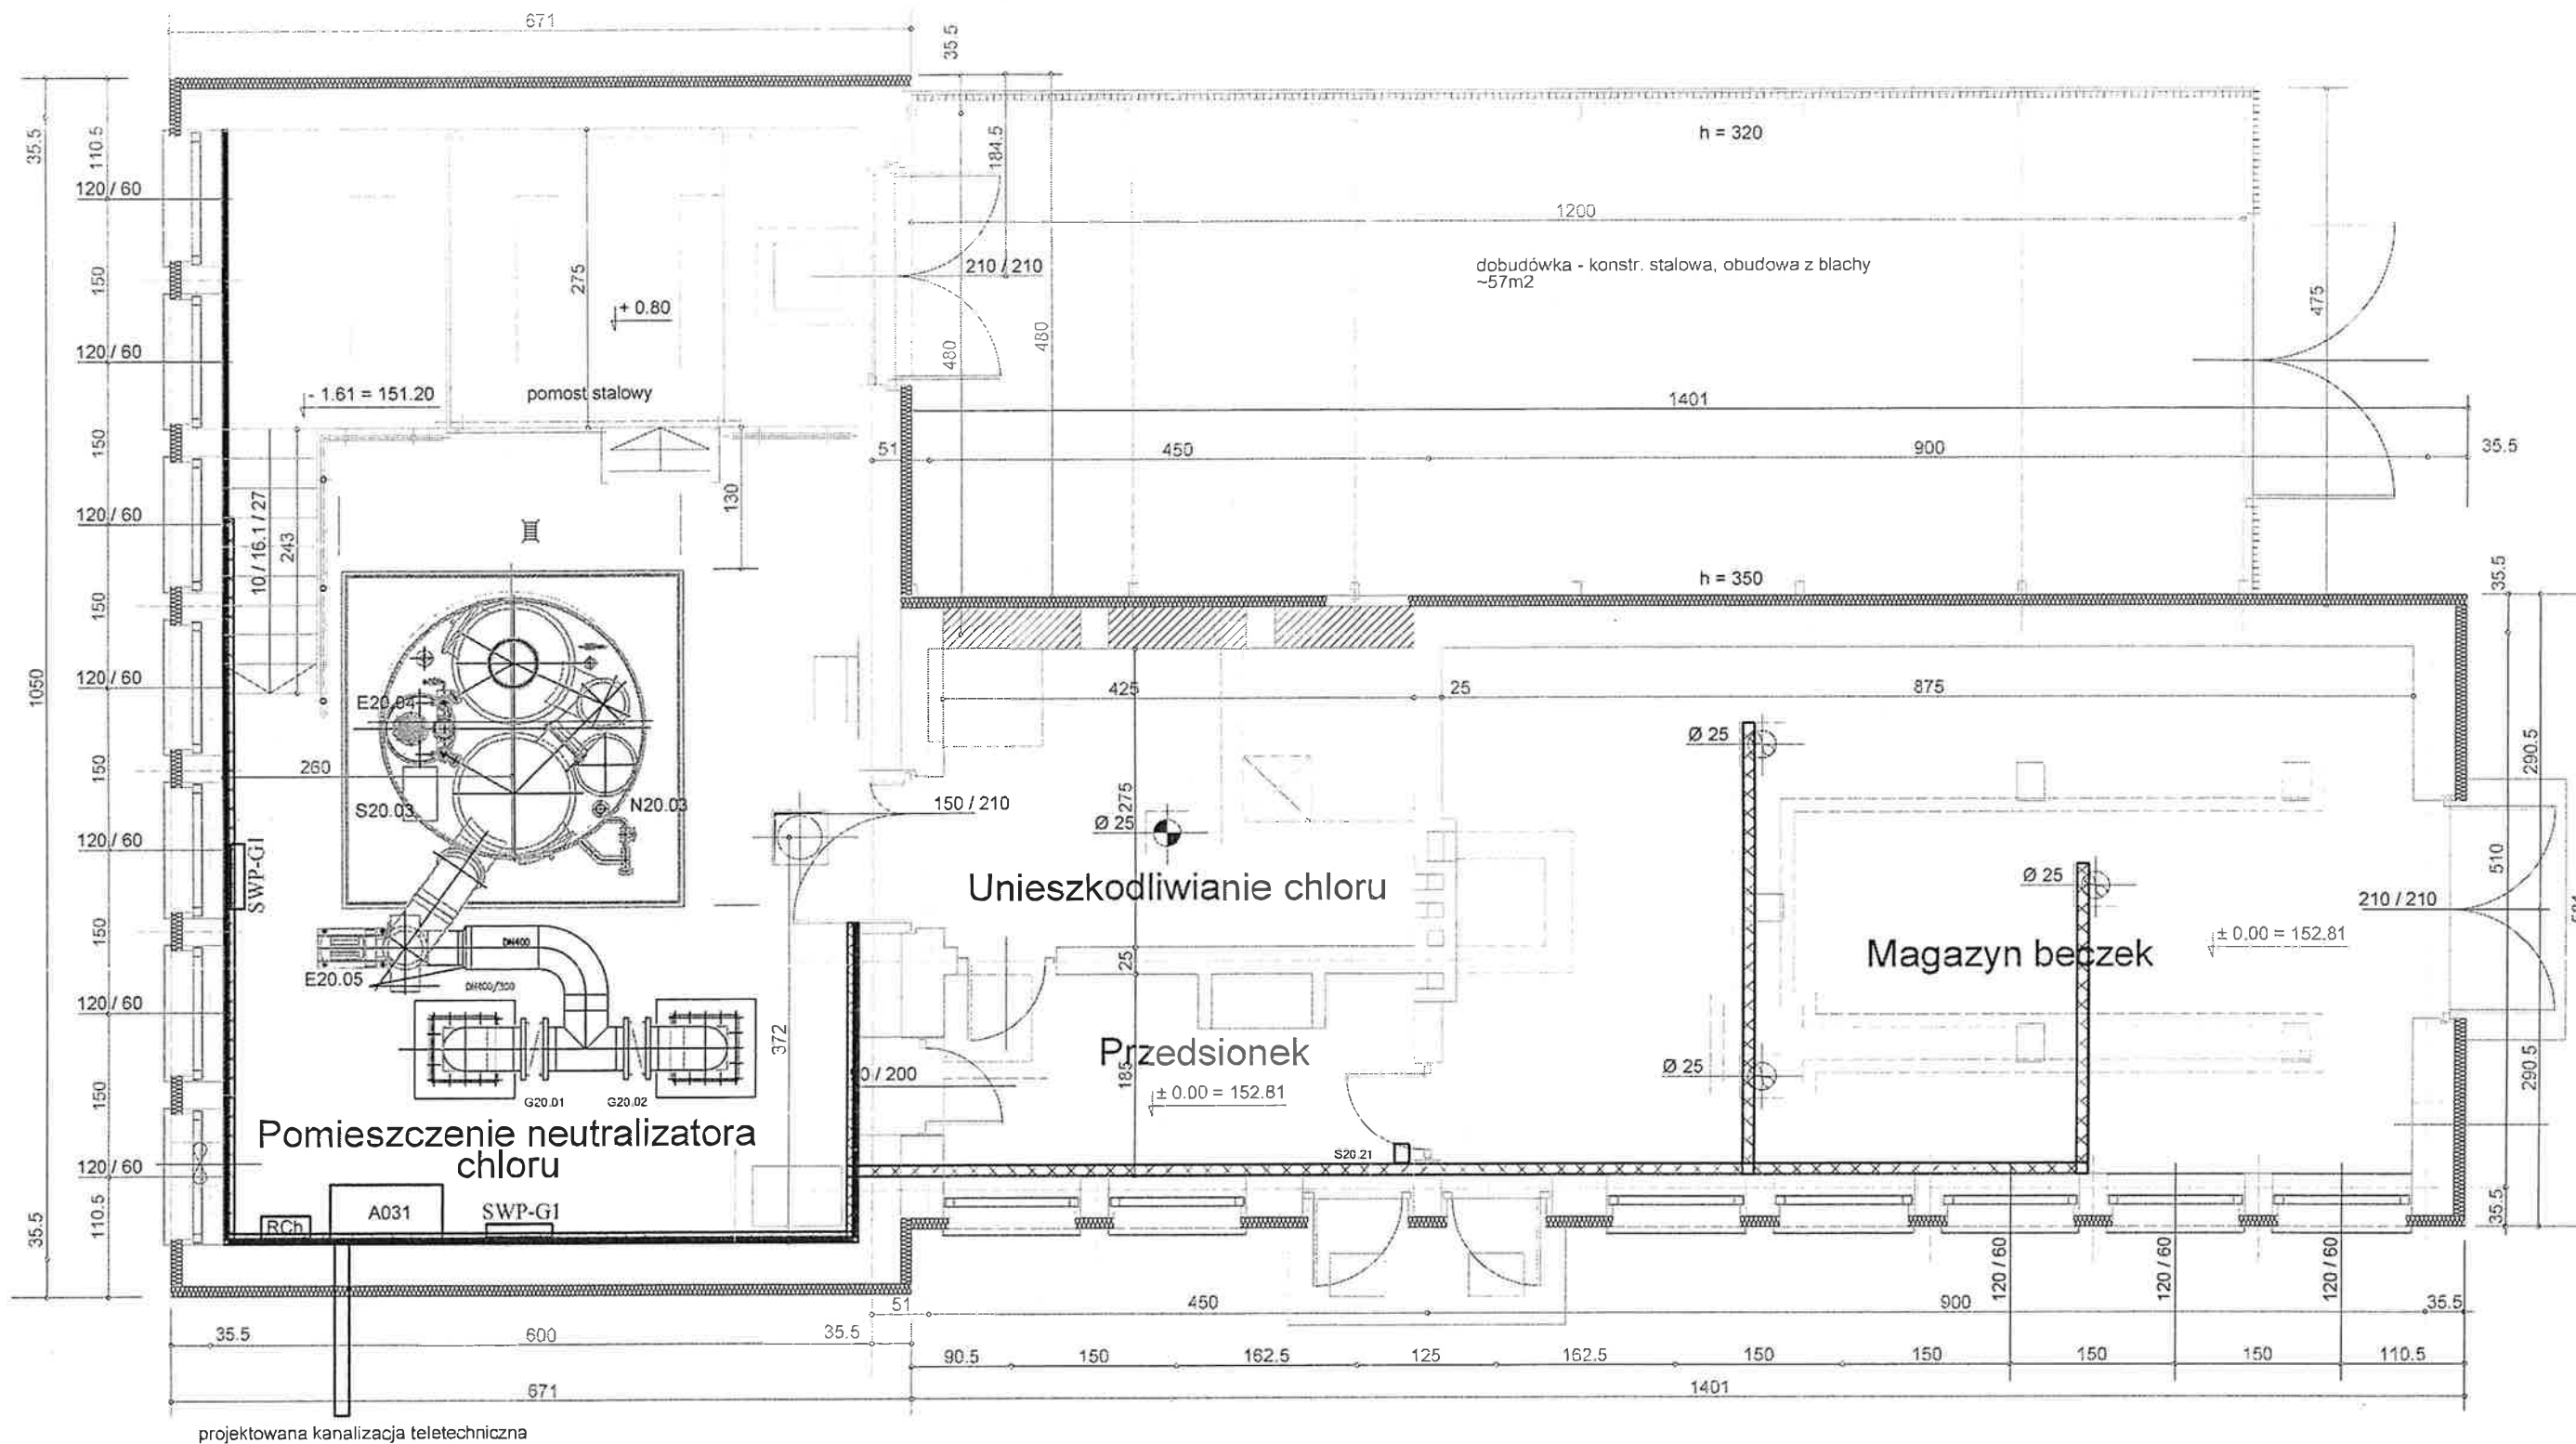 671
35.5
35.5
110.5
184.5
h = 320
120 / 60
1200
150
275
210 / 210
dobudówka - konstr. stalowa, obudowa z blachy
~57m2
475
+ 0.80
480
480
120 / 60
- 1.61 = 151.20
pomost stalowy
1401
150
51
450
900
35.5
130
120 / 60
10 / 16.1 / 27
243
h = 350
35.5
150
1050
120 / 60
E20.04
425
25
875
Ø 25
290.5
150
260
S20.03
N20.03
150 / 210
275
Ø 25
120 / 60
SWP-G1
Unieszkodliwianie chloru
Ø 25
510
210 / 210
150
DN400
± 0.00 = 152.81
Magazyn beczek
25
E20.05
DN400/300
120 / 60
372
Przedsionek
185
0 / 200
Ø 25
290.5
150
± 0.00 = 152.81
G20.01
G20.02
Pomieszczenie neutralizatora
chloru
S20.21
120 / 60
110.5
35.5
A031
SWP-G1
RCh
35.5
120 / 60
120 / 60
120 / 60
51
450
900
35.5
35.5
600
35.5
90.5
150
162.5
125
162.5
150
150
150
150
110.5
671
1401
projektowana kanalizacja teletechniczna